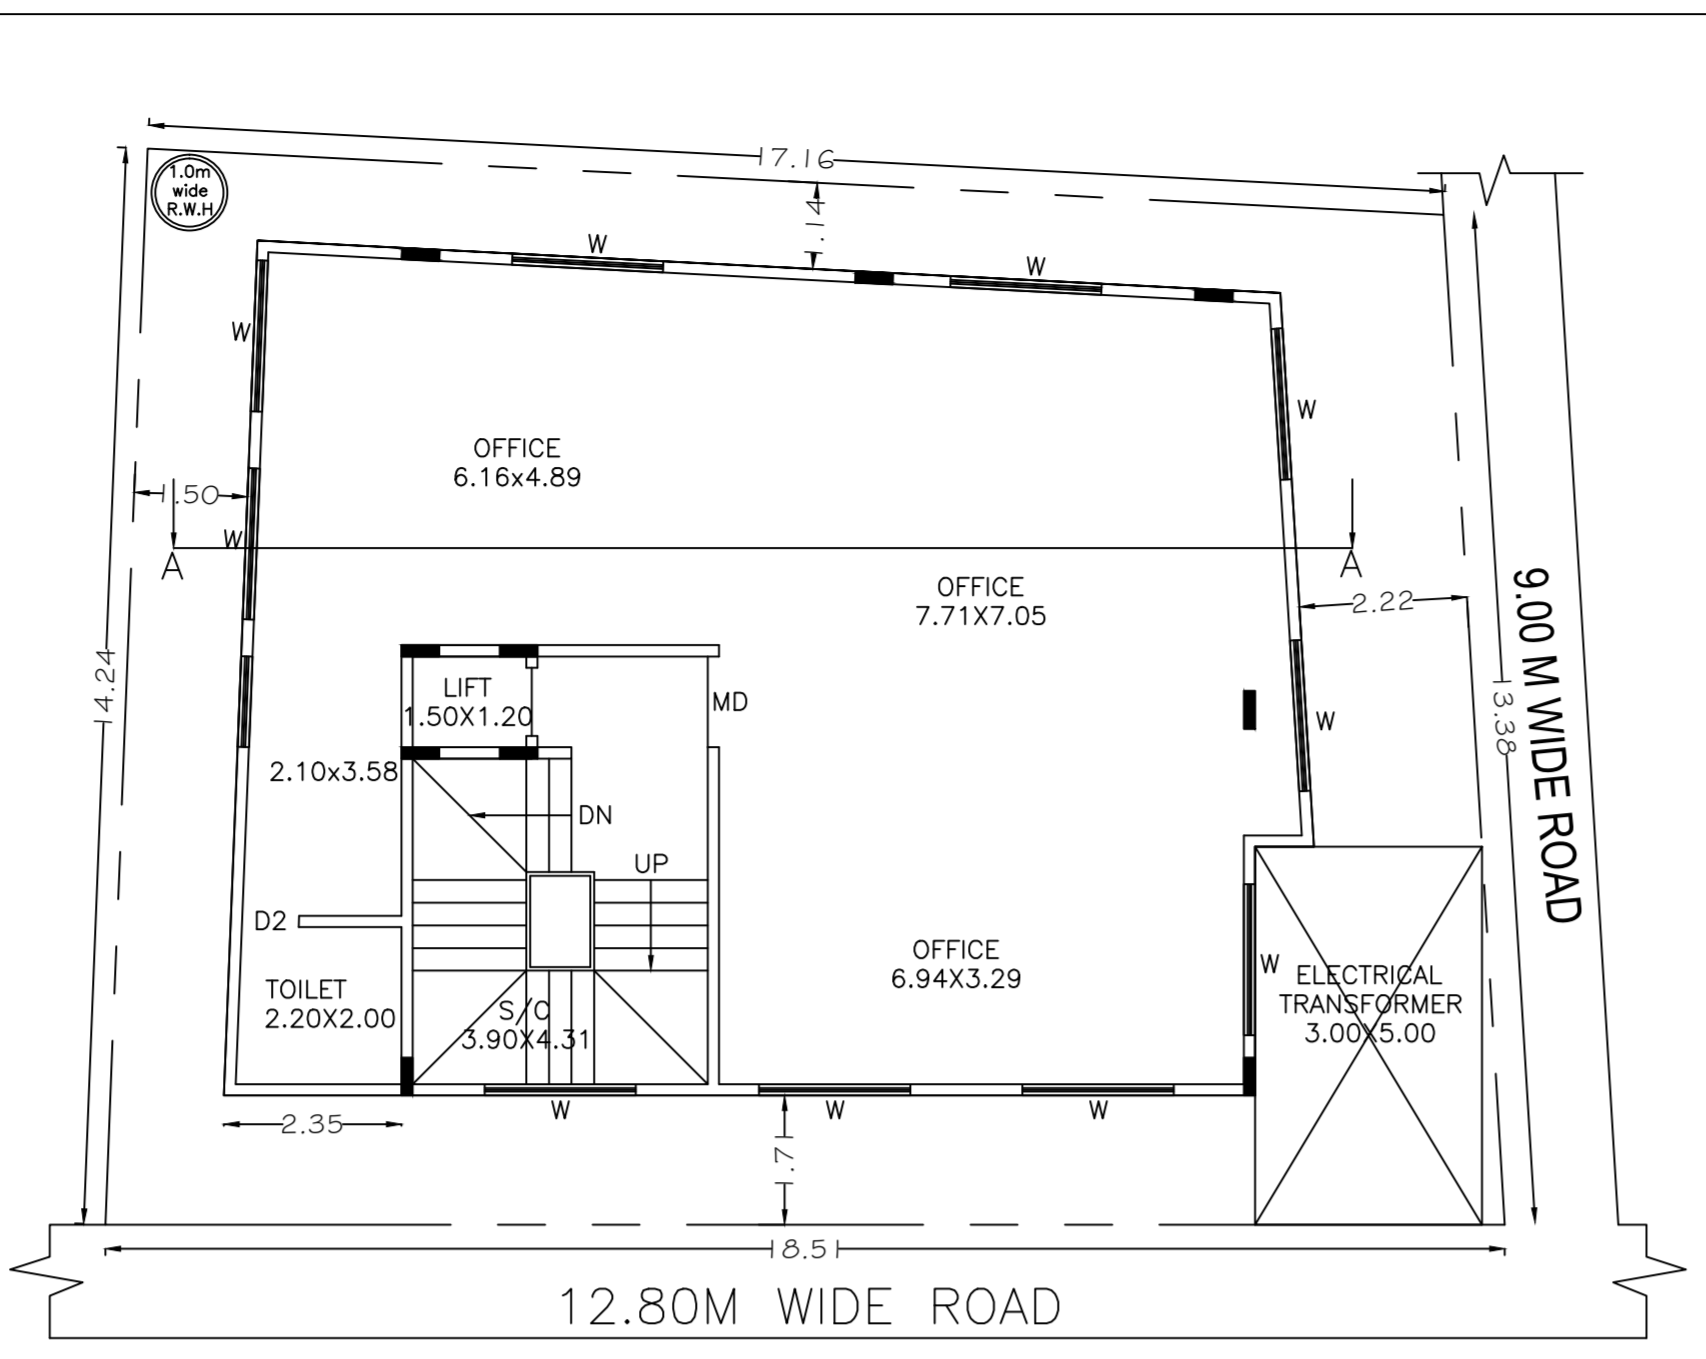 17.16
1.0m
wide
R.W.H
1.14
W
W
W
W
OFFICE
6.16x4.89
1.50
W
A
A
OFFICE
7.71X7.05
2.22
9.00 M WIDE ROAD
14.24
13.38
LIFT
1.50X1.20
MD
W
2.10x3.58
DN
UP
D2
OFFICE
6.94X3.29
W
ELECTRICAL
TRANSFORMER
3.00X5.00
TOILET
2.20X2.00
S/C
3.90X4.31
W
W
W
2.35
1.71
18.51
12.80M WIDE ROAD